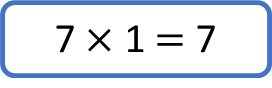 7 × 1 = 7